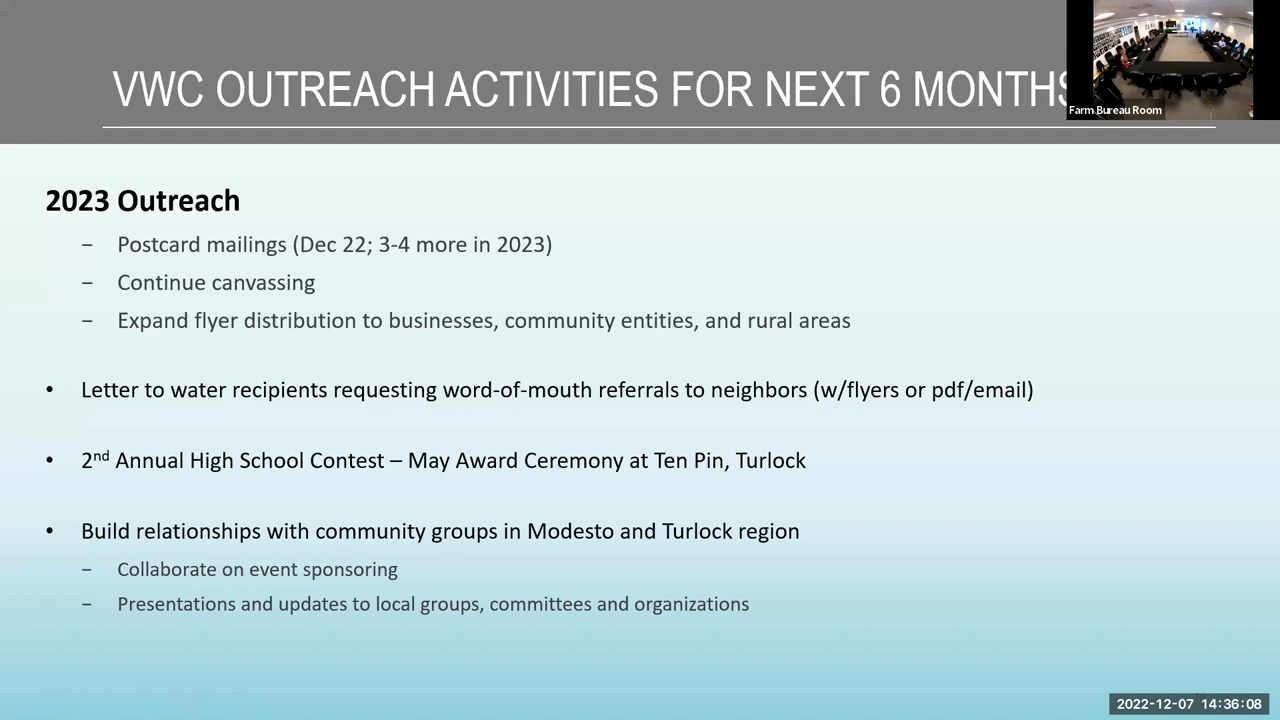 VWC OUTREACH ACTIVITIES FOR NEXT 6 MONTHS
Farm Bureau Room
2023 Outreach
– Postcard mailings (Dec 22; 3-4 more in 2023)
– Continue canvassing
– Expand flyer distribution to businesses, community entities, and rural areas
• Letter to water recipients requesting word-of-mouth referrals to neighbors (w/flyers or pdf/email)
• 2nd Annual High School Contest – May Award Ceremony at Ten Pin, Turlock
• Build relationships with community groups in Modesto and Turlock region
– Collaborate on event sponsoring
– Presentations and updates to local groups, committees and organizations
2022-12-07 14:36:08